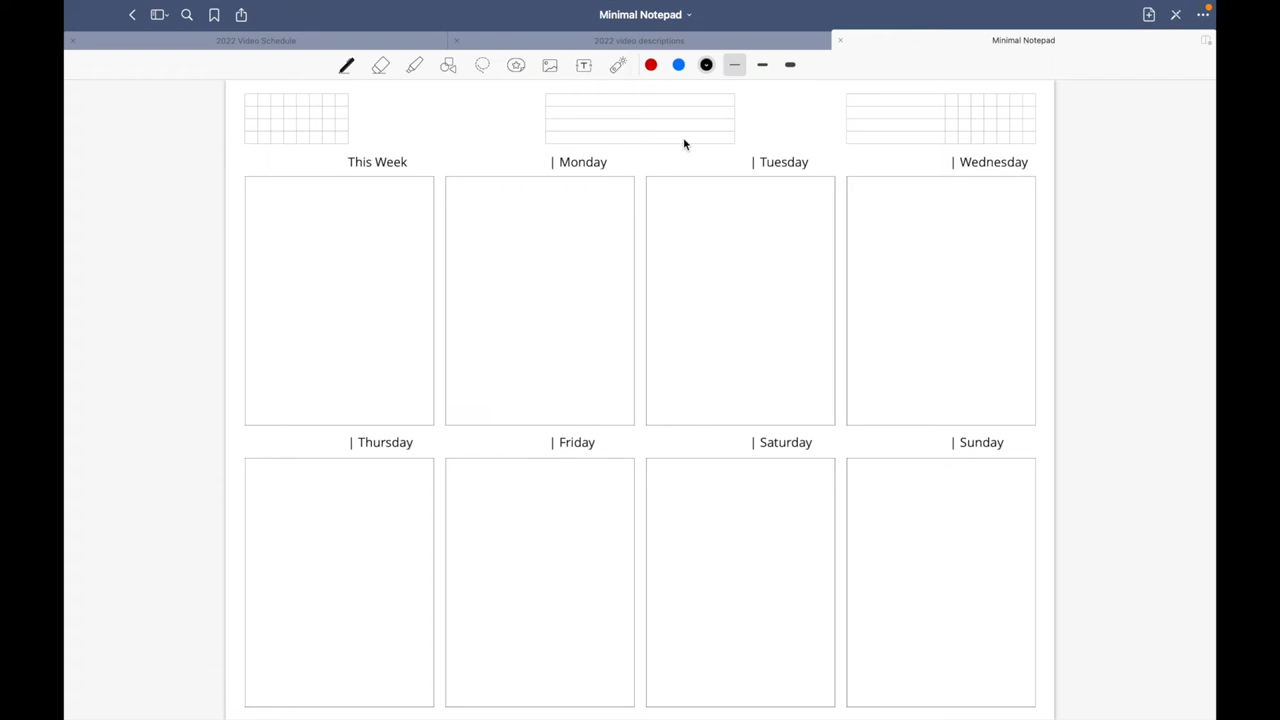 Minimal Notepad
2022 Video Schedule
2022 video descriptions
Minimal Notepad
T
This Week
| Monday
| Tuesday
| Wednesday
| Thursday
| Friday
| Saturday
| Sunday